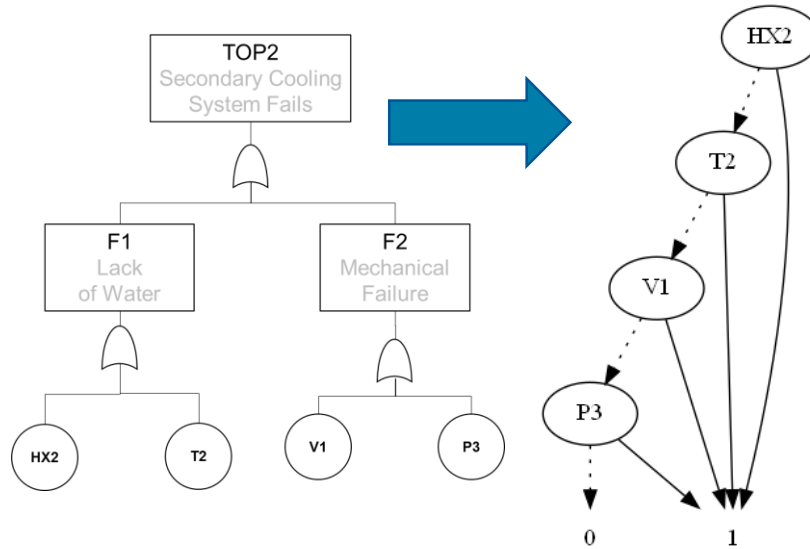 TOP2
Secondary Cooling
System Fails
F1
Lack
of Water
F2
Mechanical
Failure
HX2
T2
V1
P3
HX2
T2
V1
P3
0
1